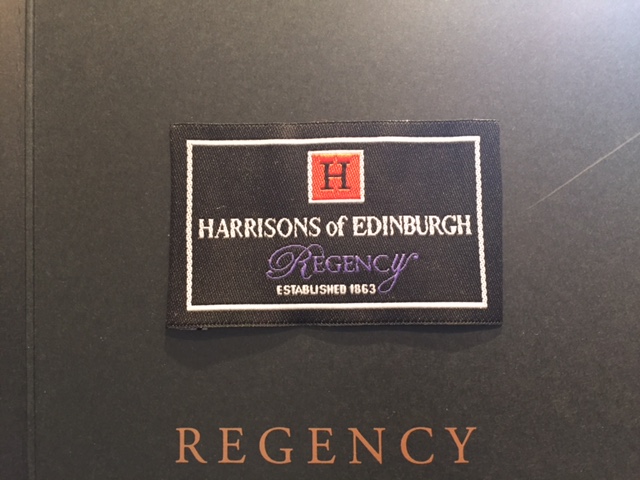 H
HARRISONS of EDINBURGH
REGENCY
ESTABLISHED 1863
REGENCY